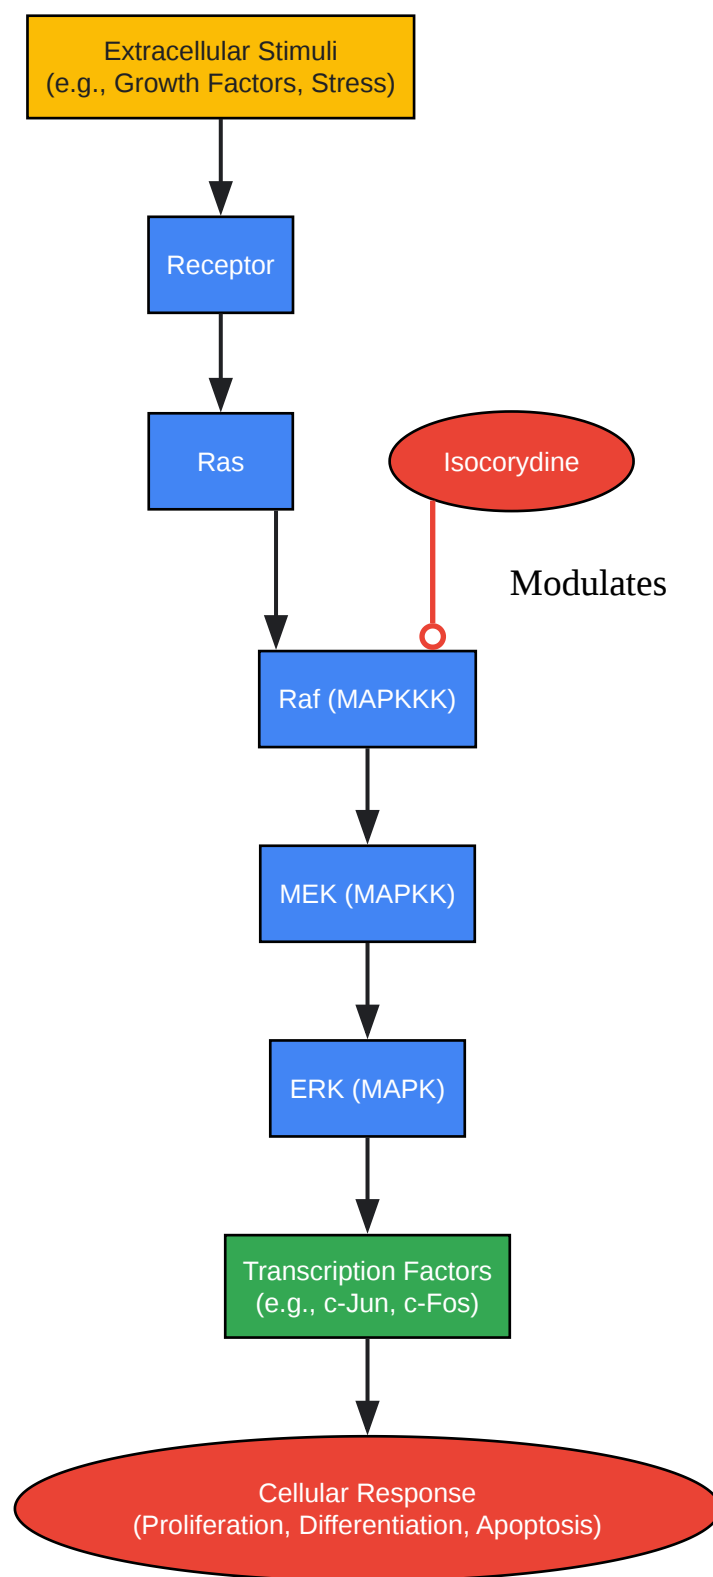 Extracellular Stimuli
(e.g., Growth Factors, Stress)
Receptor
Ras
Isocorydine
Modulates
Raf (MAPKKK)
MEK (MAPKK)
ERK (MAPK)
Transcription Factors
(e.g., c-Jun, c-Fos)
Cellular Response
(Proliferation, Differentiation, Apoptosis)